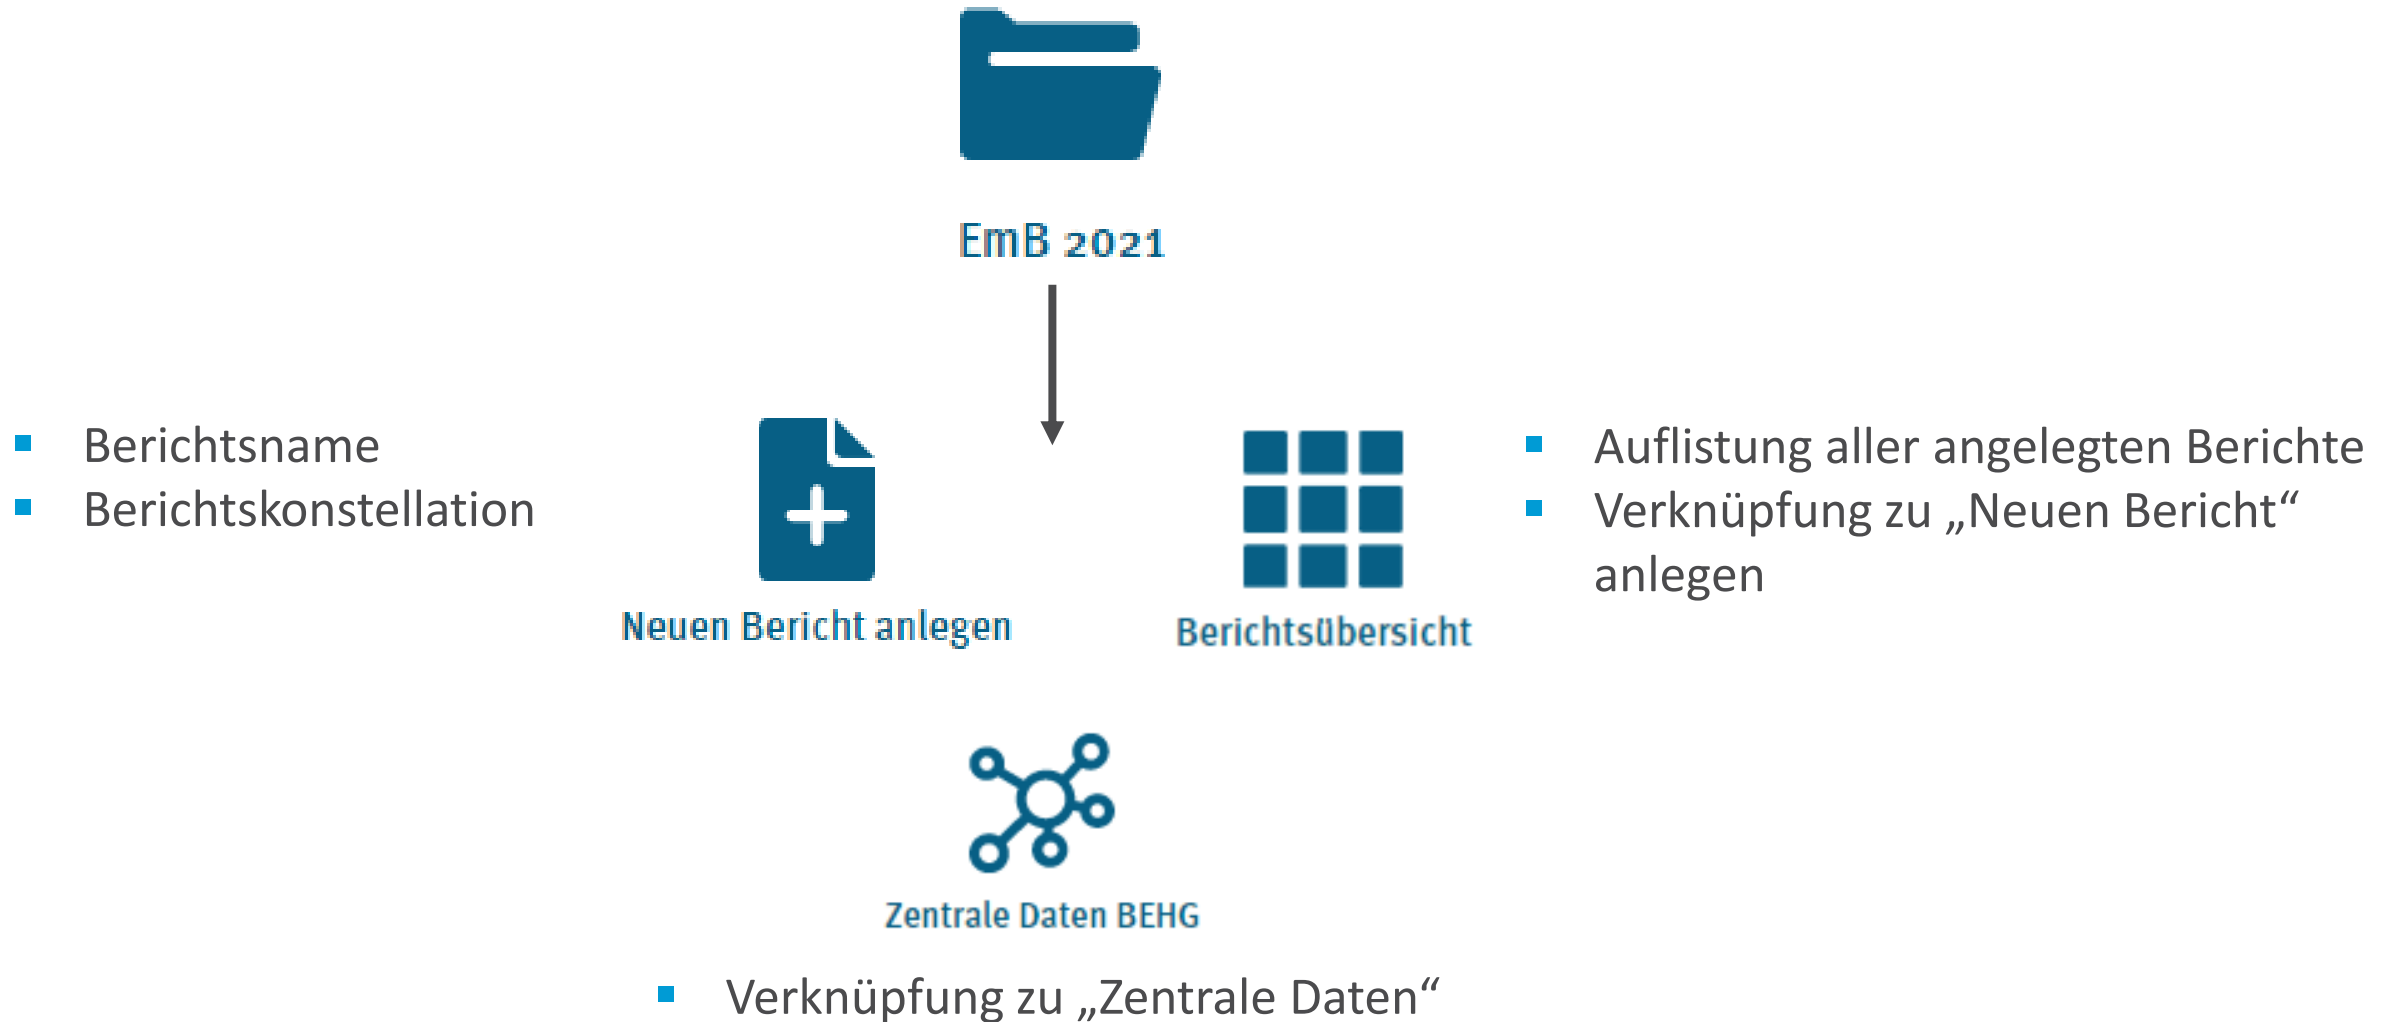 EmB 2021
Berichtsname
Berichtskonstellation
Neuen Bericht anlegen
Berichtsübersicht
Auflistung aller angelegten Berichte
Verknüpfung zu „Neuen Bericht“
anlegen
Zentrale Daten BEHG
Verknüpfung zu „Zentrale Daten“